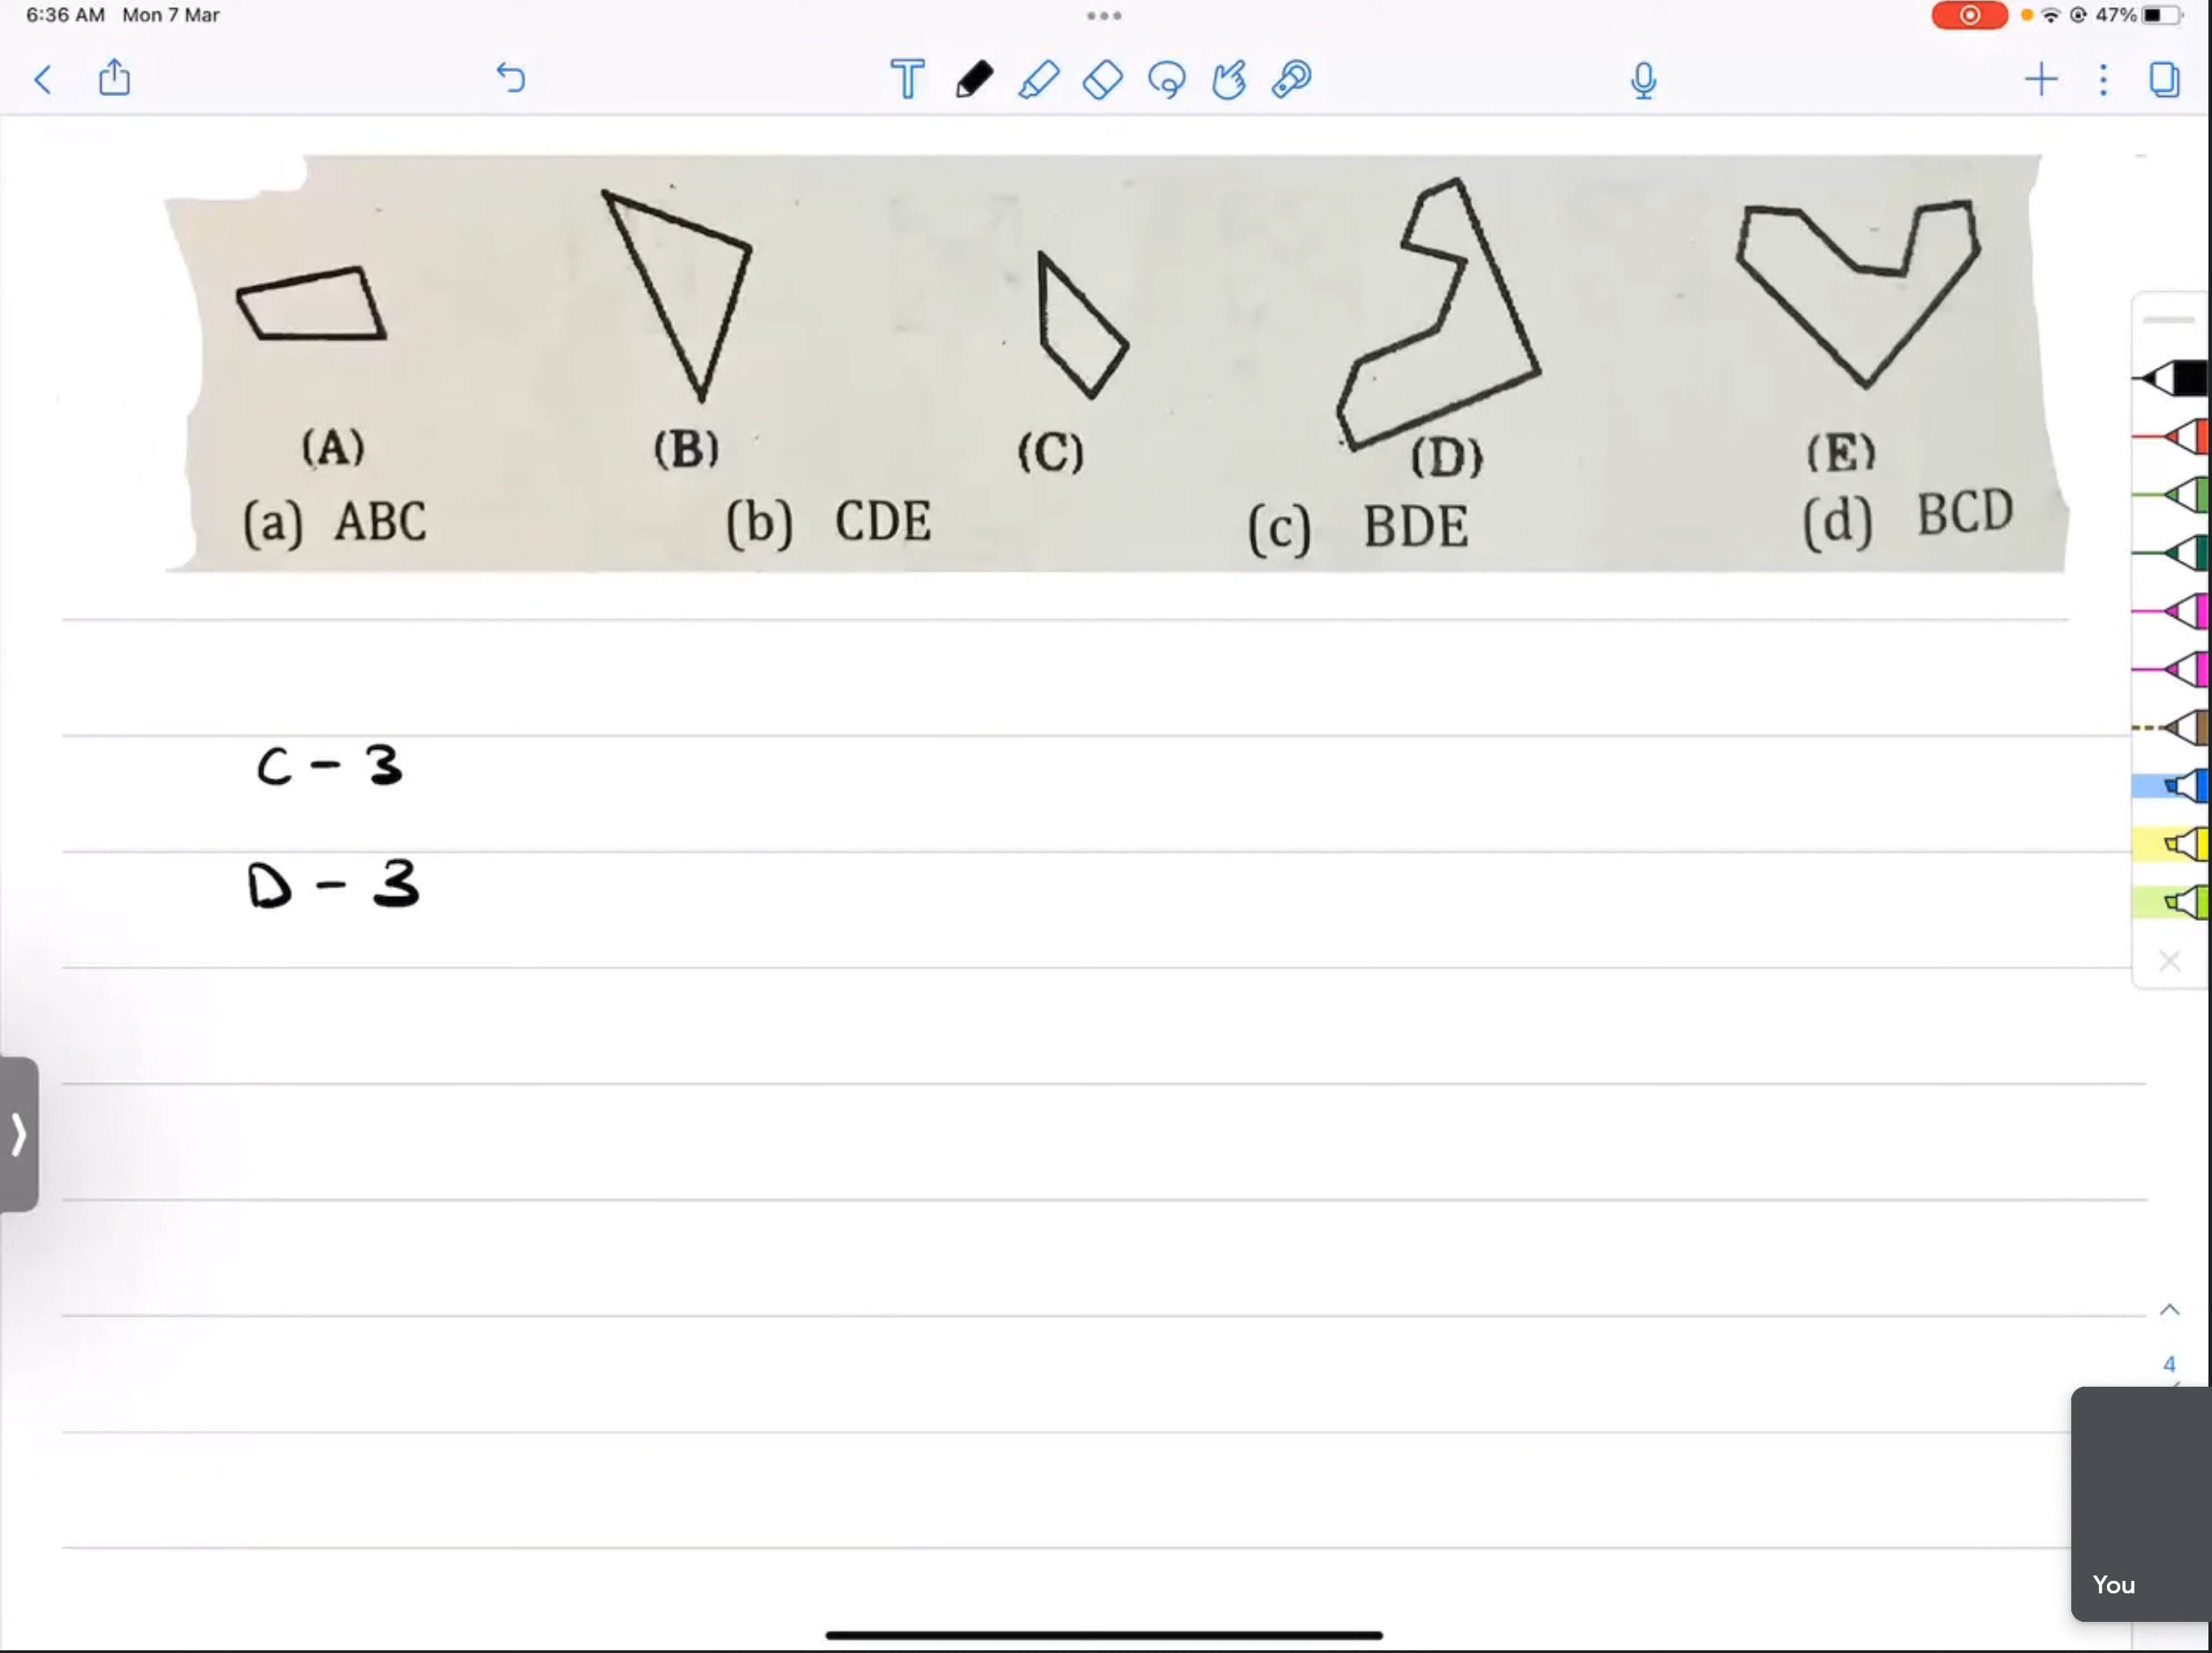 6:36 AM Mon 7 Mar 47%
(A) (B) (C) (D) (E)
(a) ABC (b) CDE (c) BDE (d) BCD
C - 3
D - 3
4
You